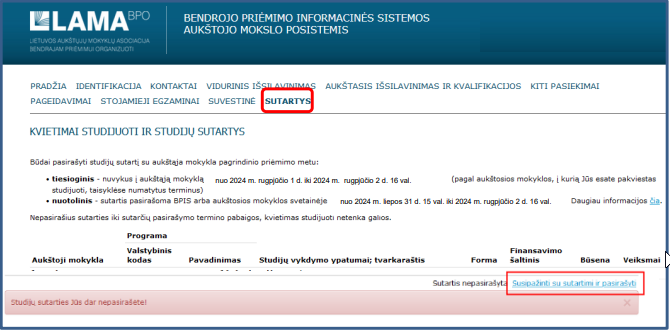 LAMA BPO
LIETUVOS AUKŠTŲJŲ MOKYKLŲ ASOCIACIJA
BENDRAJAM PRIĖMIMUI ORGANIZUOTI
BENDROJO PRIĖMIMO INFORMACINĖS SISTEMOS
AUKŠTOJO MOKSLO POSISTEMIS
PRADŽIA IDENTIFIKACIJA KONTAKTAI VIDURINIS IŠSILAVINIMAS AUKŠTASIS IŠSILAVINIMAS IR KVALIFIKACIJOS KITI PASIEKIMAI
PAGEIDAVIMAI STOJAMIEJI EGZAMINAI SUVESTINĖ SUTARTYS
KVIETIMAI STUDIJUOTI IR STUDIJŲ SUTARTYS
Būdai pasirašyti studijų sutartį su aukštąja mokykla pagrindinio priėmimo metu:
• tiesioginis - nuvykus į aukštąją mokyklą nuo 2024 m. rugpjūčio 1 d. iki 2024 m. rugpjūčio 2 d. 16 val. (pagal aukštosios mokyklos, į kurią Jūs esate pakviestas
studijuoti, taisyklėse numatytus terminus)
• nuotolinis - sutartis pasirašoma BPIS arba aukštosios mokyklos svetainėje nuo 2024 m. liepos 31 d. 15 val. iki 2024 m. rugpjūčio 2 d. 16 val. Daugiau informacijos čia.
Nepasirašius sutarties iki sutarčių pasirašymo termino pabaigos, kvietimas studijuoti netenka galios.
Programa
Aukštoji mokykla Valstybinis kodas Pavadinimas Studijų vykdymo ypatumai; tvarkaraštis Forma Finansavimo šaltinis Būsena Veiksmai
Sutartis nepasirašyta Susipažinti su sutartimi ir pasirašyti
Studijų sutarties Jūs dar nepasirašėte! ×